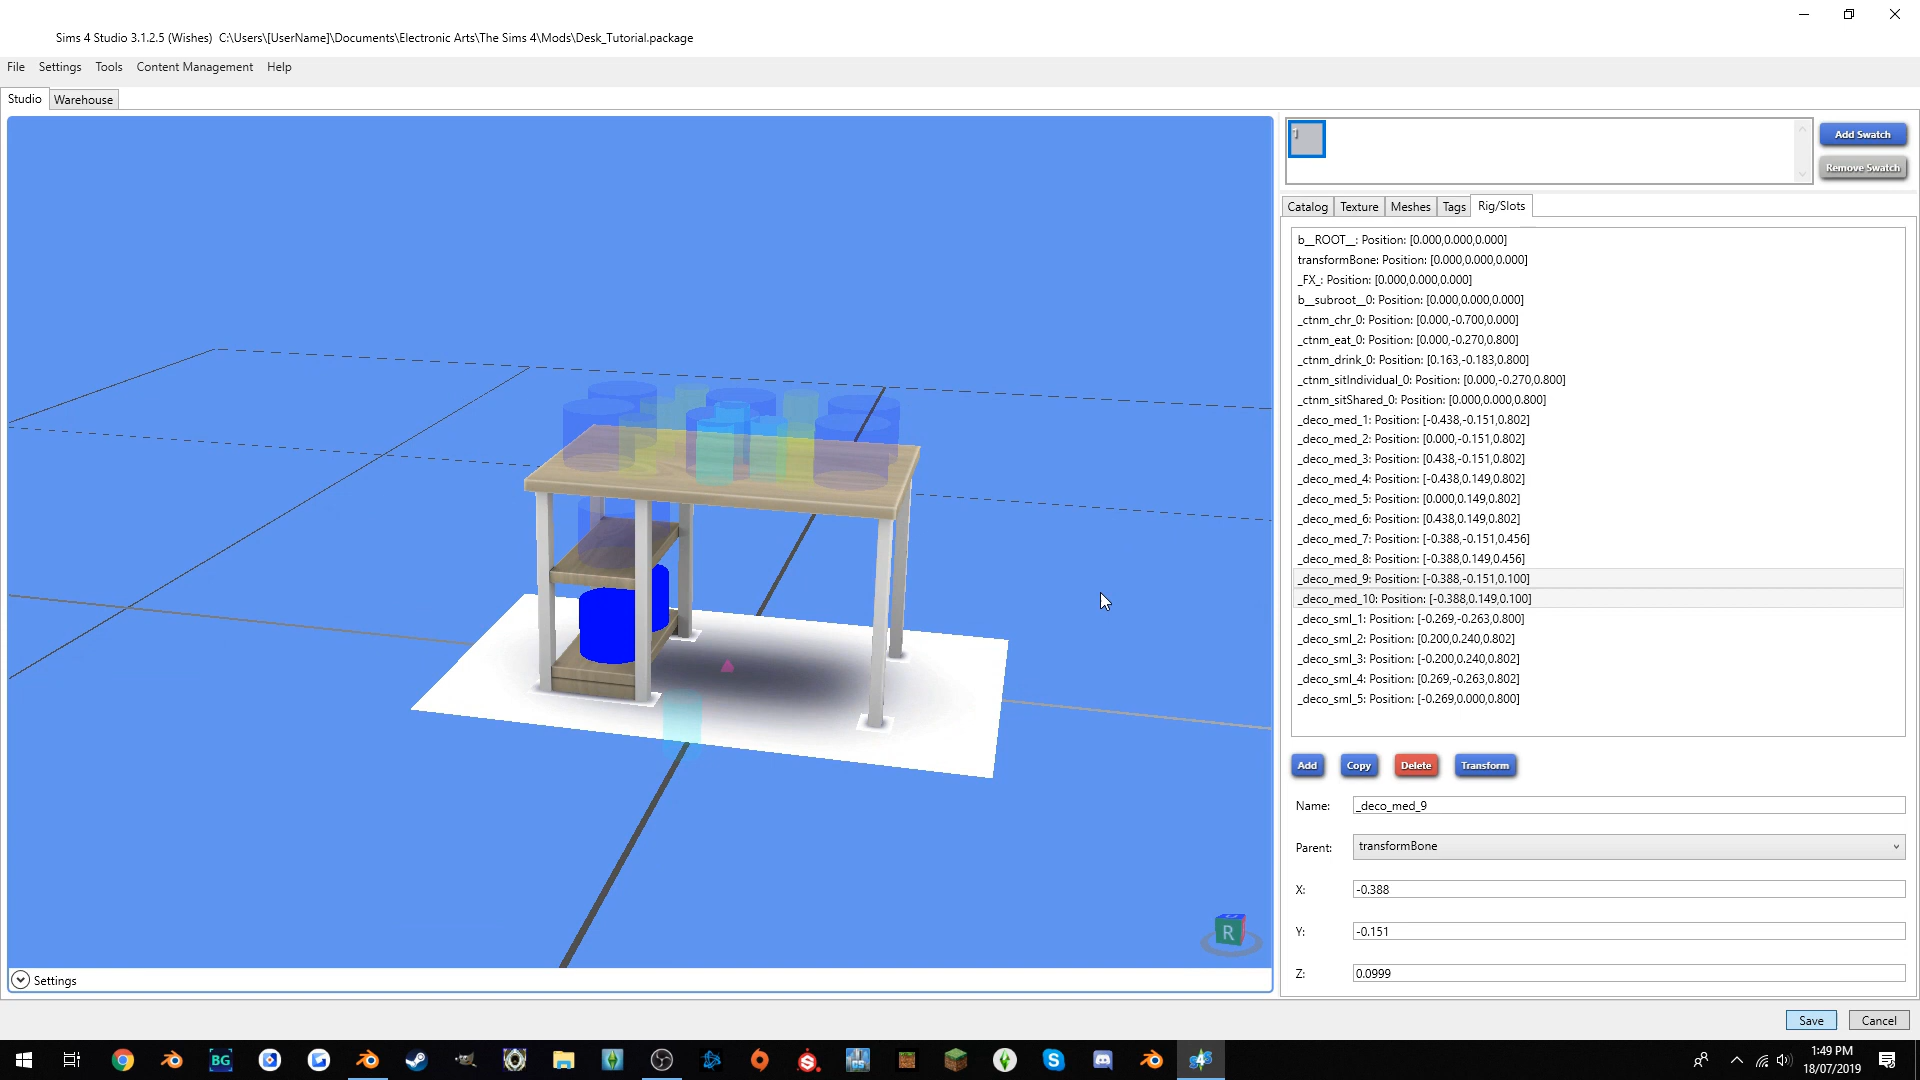 Sims 4 Studio 3.1.2.5 (Wishes) C:\Users\[UserName]\Documents\Electronic Arts\The Sims 4\Mods\Desk_Tutorial.package
File Settings Tools Content Management Help
Studio Warehouse
1
Add Swatch
Remove Swatch
Catalog Texture Meshes Tags Rig/Slots
b__ROOT__: Position: [0.000,0.000,0.000]
transformBone: Position: [0.000,0.000,0.000]
_FX_: Position: [0.000,0.000,0.000]
b__subroot__0: Position: [0.000,0.000,0.000]
_ctnm_chr_0: Position: [0.000,-0.700,0.000]
_ctnm_eat_0: Position: [0.000,-0.270,0.800]
_ctnm_drink_0: Position: [0.163,-0.183,0.800]
_ctnm_sitIndividual_0: Position: [0.000,-0.270,0.800]
_ctnm_sitShared_0: Position: [0.000,0.000,0.800]
_deco_med_1: Position: [-0.438,-0.151,0.802]
_deco_med_2: Position: [0.000,-0.151,0.802]
_deco_med_3: Position: [0.438,-0.151,0.802]
_deco_med_4: Position: [-0.438,0.149,0.802]
_deco_med_5: Position: [0.000,0.149,0.802]
_deco_med_6: Position: [0.438,0.149,0.802]
_deco_med_7: Position: [-0.388,-0.151,0.456]
_deco_med_8: Position: [-0.388,0.149,0.456]
_deco_med_9: Position: [-0.388,-0.151,0.100]
_deco_med_10: Position: [-0.388,0.149,0.100]
_deco_sml_1: Position: [-0.269,-0.263,0.800]
_deco_sml_2: Position: [0.200,0.240,0.802]
_deco_sml_3: Position: [-0.200,0.240,0.802]
_deco_sml_4: Position: [0.269,-0.263,0.802]
_deco_sml_5: Position: [-0.269,0.000,0.800]
Add Copy Delete Transform
Name: _deco_med_9
Parent: transformBone
X: -0.388
Y: -0.151
Z: 0.0999
R
Settings
Save Cancel
BG
1:49 PM
18/07/2019